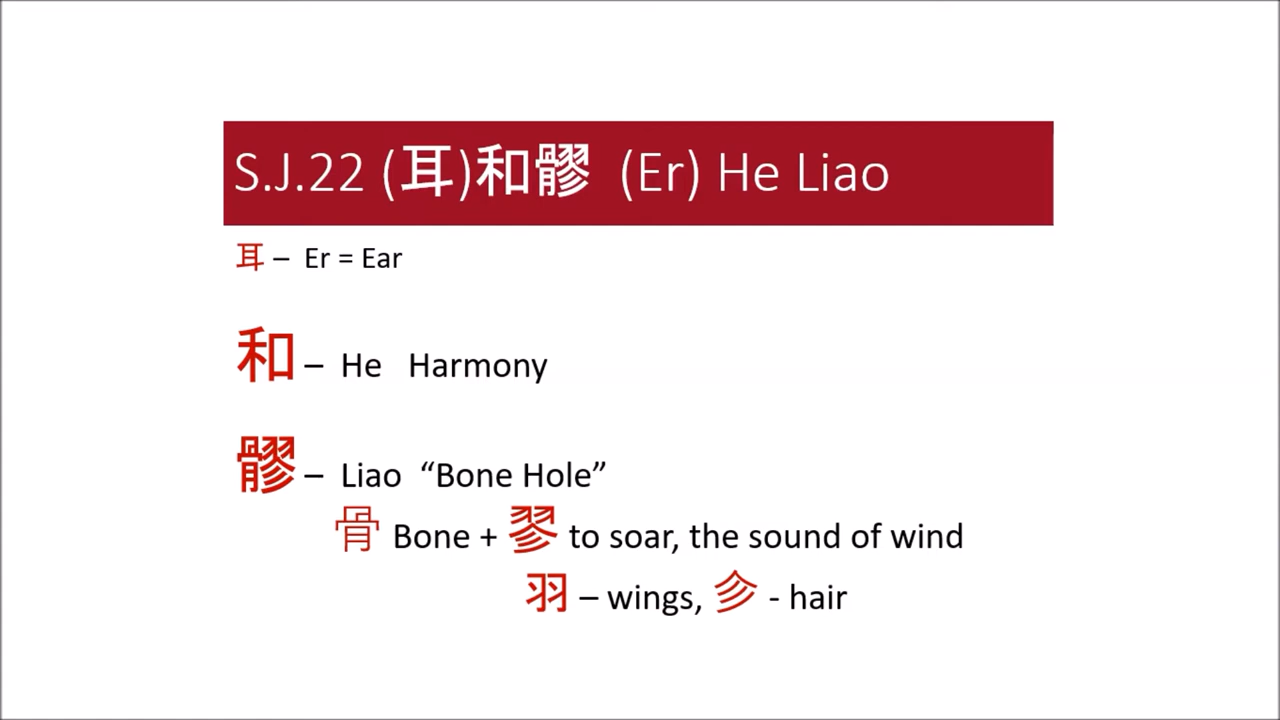 S.J.22 (耳)和髎 (Er) He Liao
耳 – Er = Ear
和 – He Harmony
髎 – Liao “Bone Hole”
骨 Bone + 翏 to soar, the sound of wind
羽 – wings, 㐱 - hair